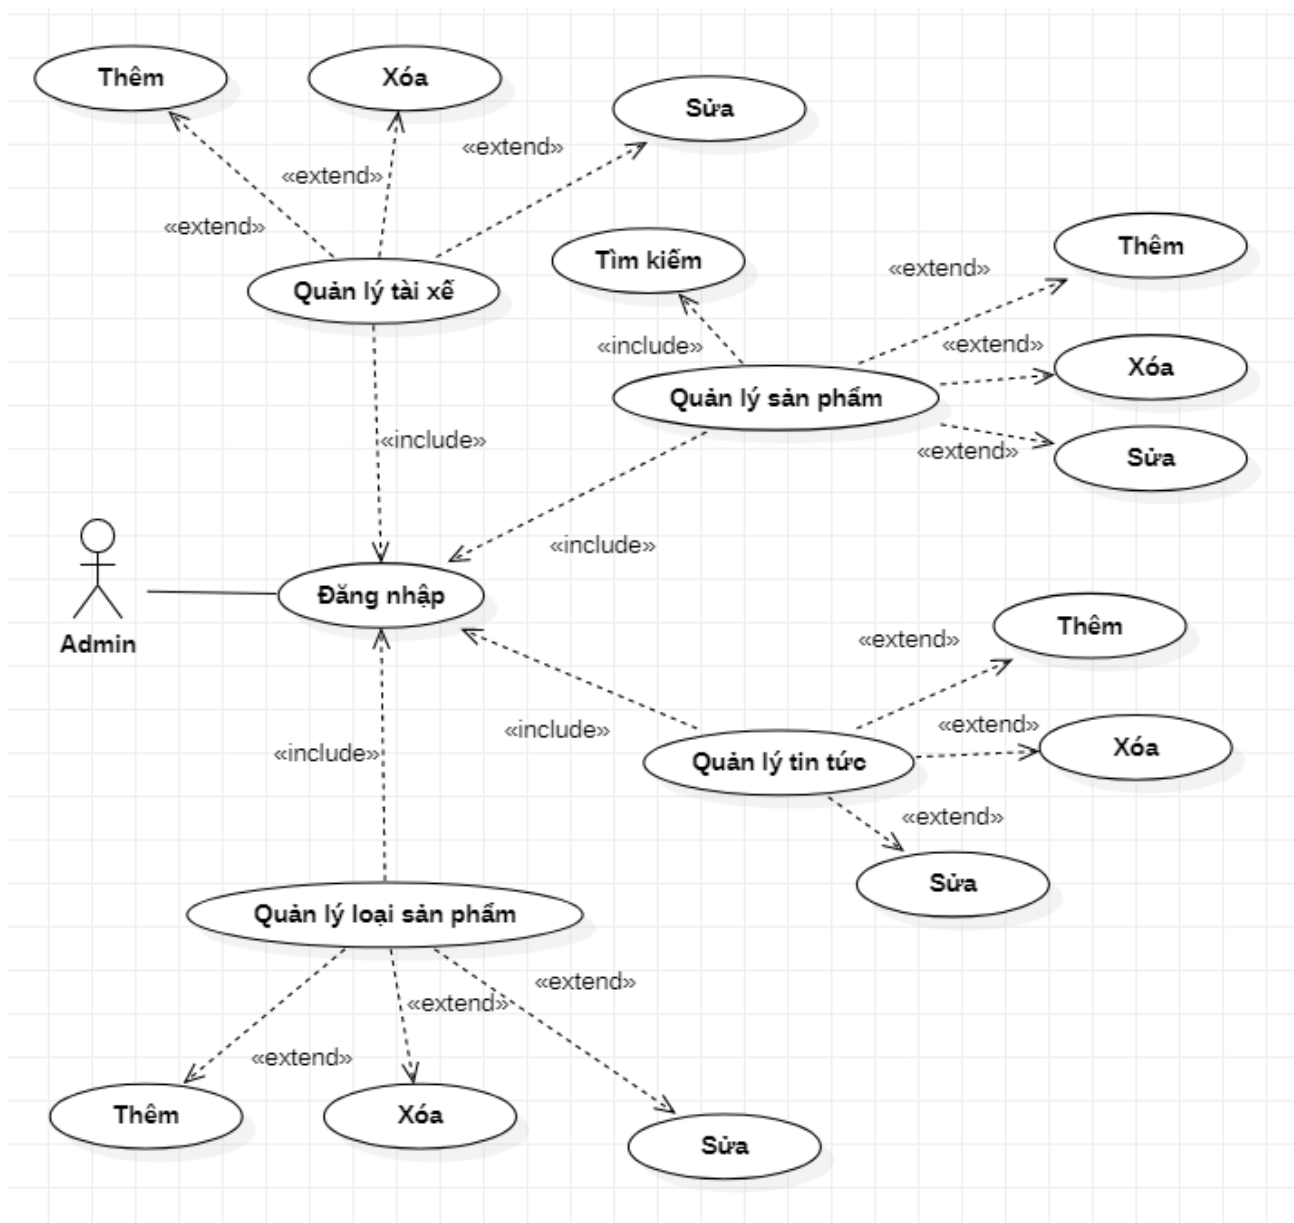 Thêm
Xóa
Sửa
«extend»
«extend»
«extend»
Quản lý tài xế
Tìm kiếm
Thêm
«extend»
«include»
«extend»
Xóa
Quản lý sản phẩm
«extend»
Sửa
«include»
«include»
Admin
Đăng nhập
Thêm
«extend»
«include»
«include»
«extend»
Xóa
Quản lý tin tức
«extend»
Sửa
Quản lý loại sản phẩm
«extend»
«extend»
«extend»
Thêm
Xóa
Sửa